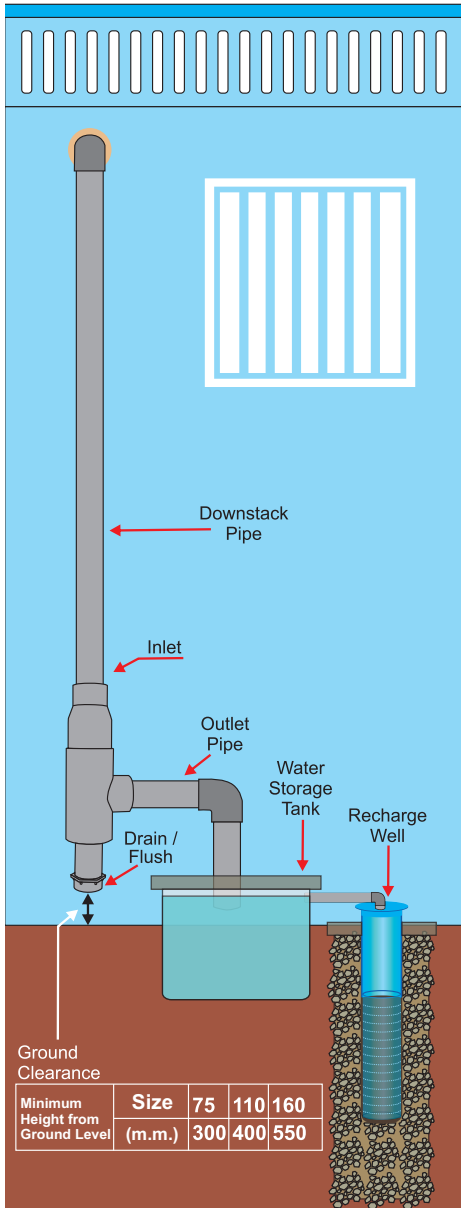 Downstack
Pipe
Inlet
Outlet
Pipe
Water
Storage
Tank
Recharge
Well
Drain /
Flush
Ground
Clearance
Minimum
Height from
Ground Level
Size 75 110 160
(m.m.) 300 400 550